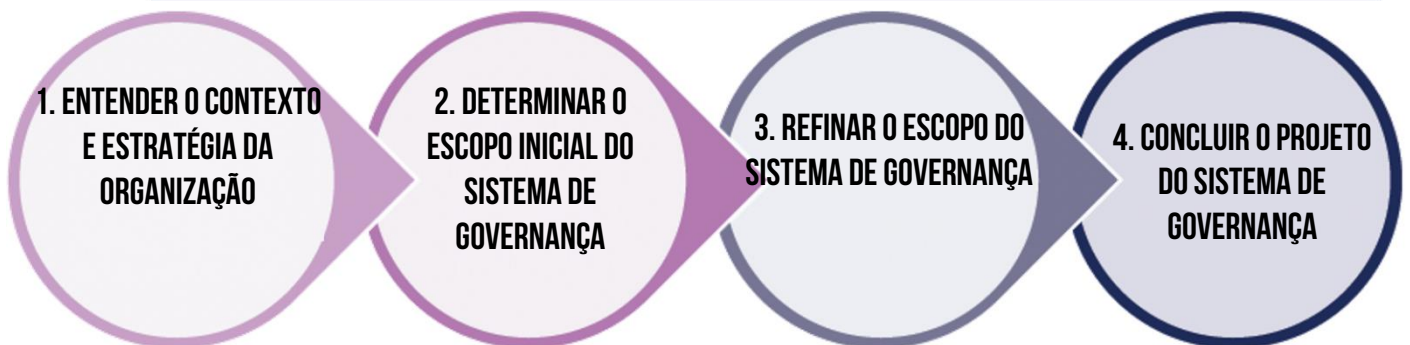 1. ENTENDER O CONTEXTO
E ESTRATÉGIA DA
ORGANIZAÇÃO
2. DETERMINAR O
ESCOPO INICIAL DO
SISTEMA DE
GOVERNANÇA
3. REFINAR O ESCOPO DO
SISTEMA DE GOVERNANÇA
4. CONCLUIR O PROJETO
DO SISTEMA DE
GOVERNANÇA